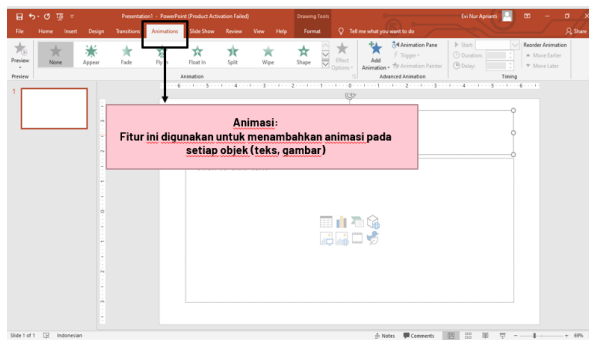 Presentation1 - PowerPoint (Product Activation Failed)
Drawing Tools
Evi Nur Aprianti
File Home Insert Design Transitions Animations Slide Show Review View Help Format Tell me what you want to do Share
Preview None Appear Fade Fly In Float In Split Wipe Shape Effect Options Add Animation Animation Pane Trigger Animation Painter Start: Duration: Delay: Reorder Animation Move Earlier Move Later
Preview Animation Advanced Animation Timing
1
Animasi:
Fitur ini digunakan untuk menambahkan animasi pada
setiap objek (teks, gambar)
Slide 1 of 1 Indonesian Notes Comments 69%